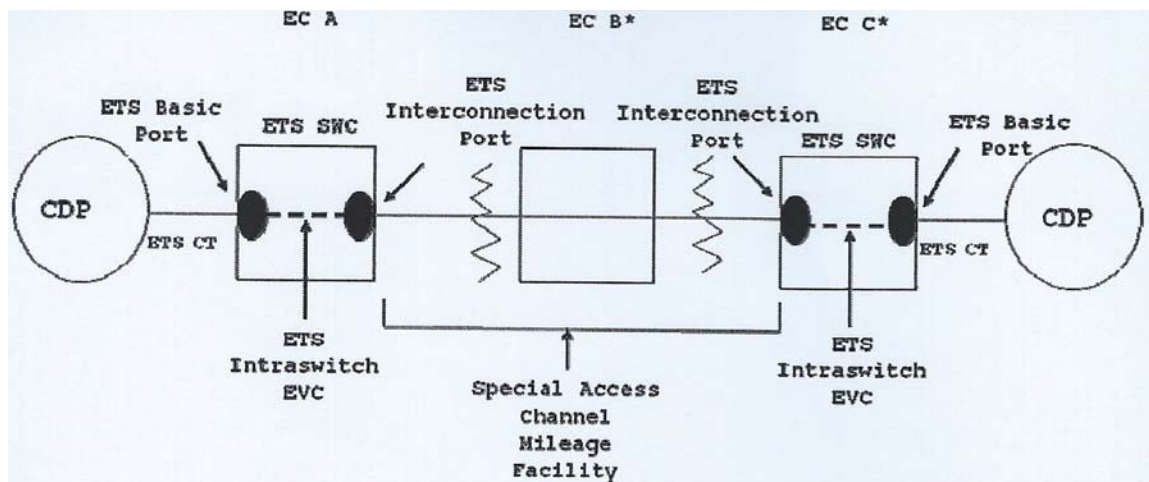 EC A
EC B*
EC C*
ETS Basic
Port
ETS SWC
ETS
Interconnection
Port
ETS
Interconnection
Port
ETS SWC
ETS Basic
Port
CDP
ETS CT
CDP
ETS CT
ETS
Intraswitch
EVC
Special Access
Channel
Mileage
Facility
ETS
Intraswitch
EVC